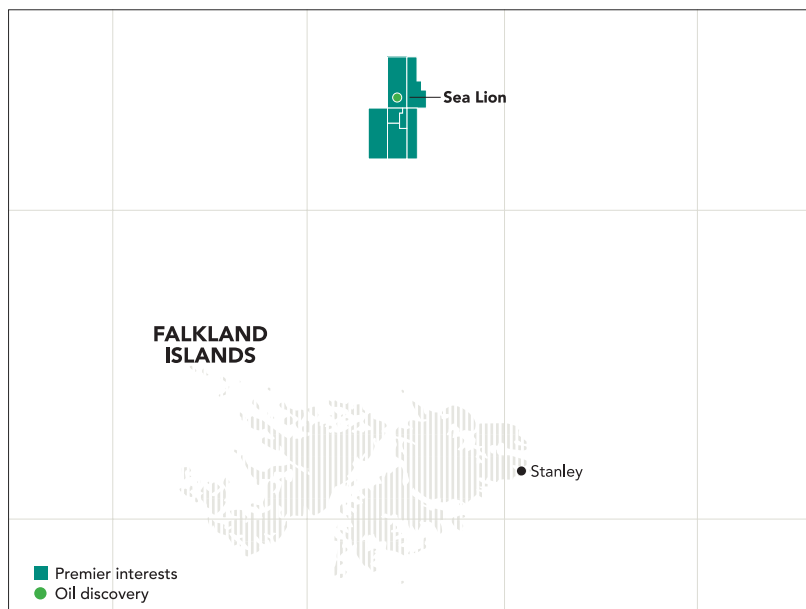 Sea Lion
FALKLAND
ISLANDS
Stanley
Premier interests
Oil discovery